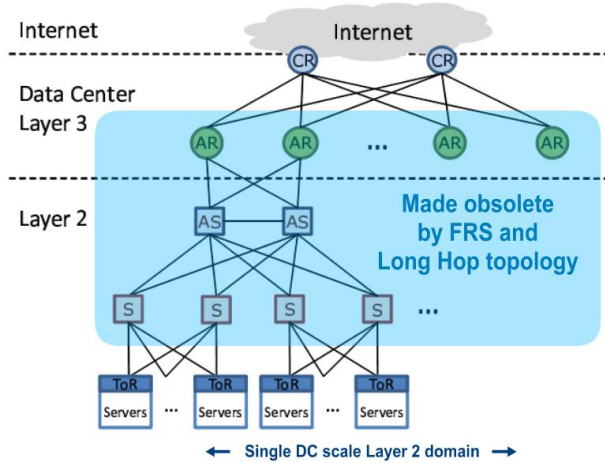 Internet
Internet
CR
CR
Data Center
Layer 3
AR
AR
...
AR
AR
Layer 2
AS
AS
Made obsolete
by FRS and
Long Hop topology
S
S
S
S
...
ToR
ToR
ToR
ToR
Servers
...
Servers
Servers
...
Servers
Single DC scale Layer 2 domain